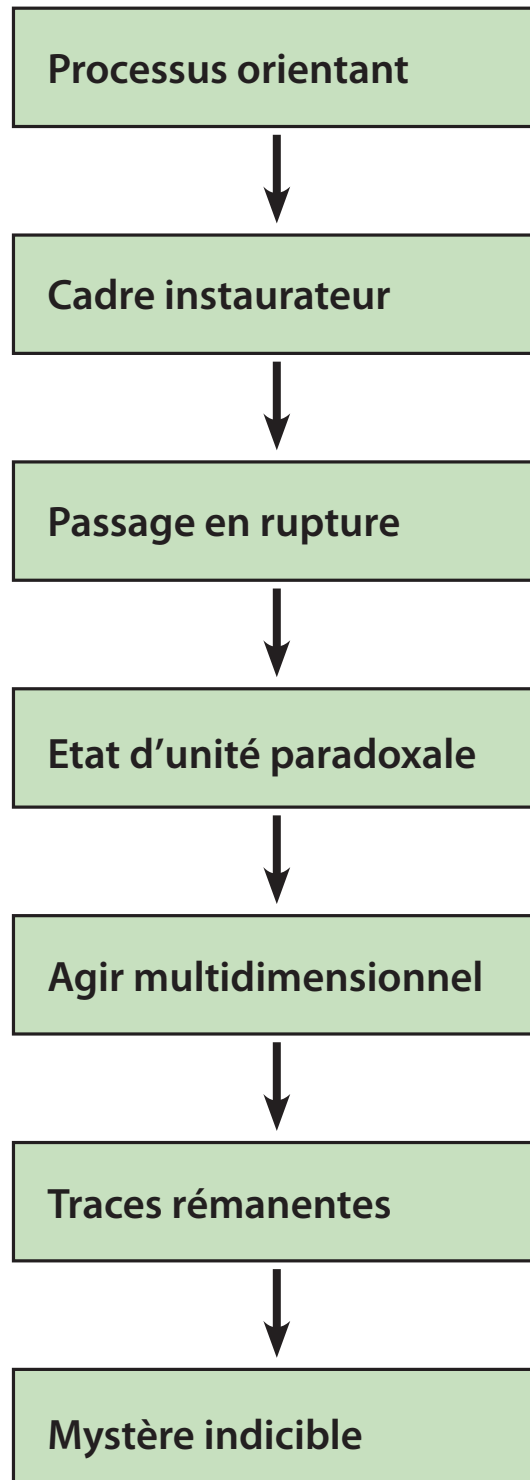 Processus orientant
Cadre instaurateur
Passage en rupture
Etat d’unité paradoxale
Agir multidimensionnel
Traces rémanentes
Mystère indicible